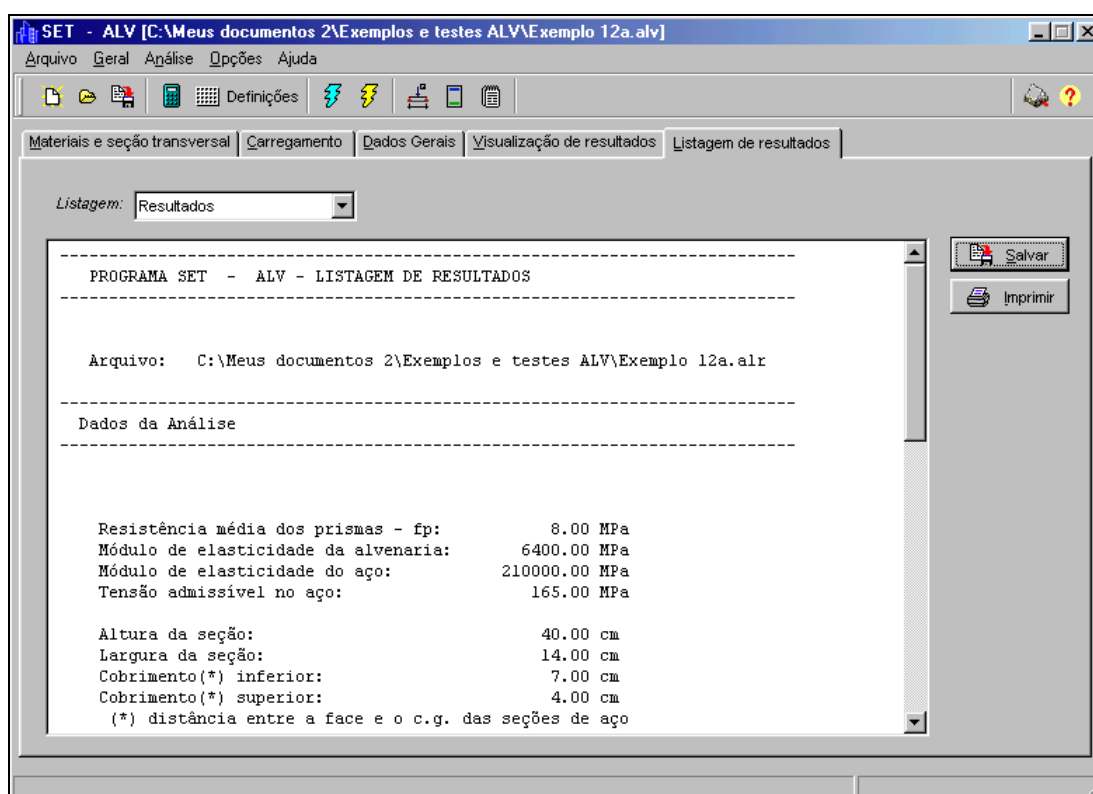 SET - ALV [C:\Meus documentos 2\Exemplos e testes ALV\Exemplo 12a.alv]
Arquivo Geral Análise Opções Ajuda
Definições
Materiais e seção transversal Carregamento Dados Gerais Visualização de resultados Listagem de resultados
Listagem: Resultados
Salvar
Imprimir
--------------------------------------------------------------------------
PROGRAMA SET - ALV - LISTAGEM DE RESULTADOS
--------------------------------------------------------------------------
Arquivo: C:\Meus documentos 2\Exemplos e testes ALV\Exemplo 12a.alr
--------------------------------------------------------------------------
Dados da Análise
--------------------------------------------------------------------------
Resistência média dos prismas - fp: 8.00 MPa
Módulo de elasticidade da alvenaria: 6400.00 MPa
Módulo de elasticidade do aço: 210000.00 MPa
Tensão admissível no aço: 165.00 MPa
Altura da seção: 40.00 cm
Largura da seção: 14.00 cm
Cobrimento(*) inferior: 7.00 cm
Cobrimento(*) superior: 4.00 cm
(*) distância entre a face e o c.g. das seções de aço